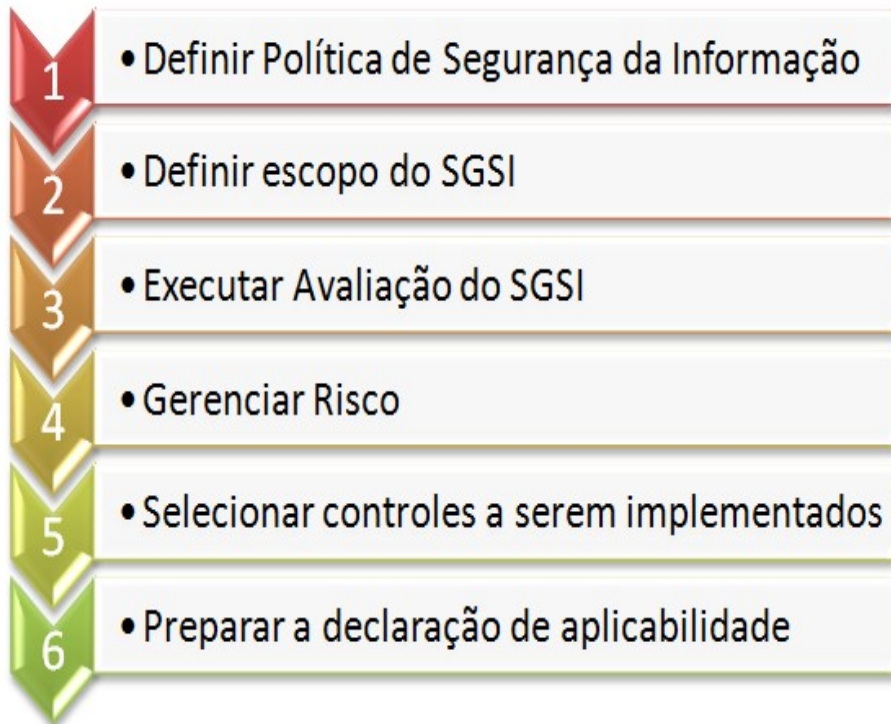 1
• Definir Política de Segurança da Informação
2
• Definir escopo do SGSI
3
• Executar Avaliação do SGSI
4
• Gerenciar Risco
5
• Selecionar controles a serem implementados
6
• Preparar a declaração de aplicabilidade